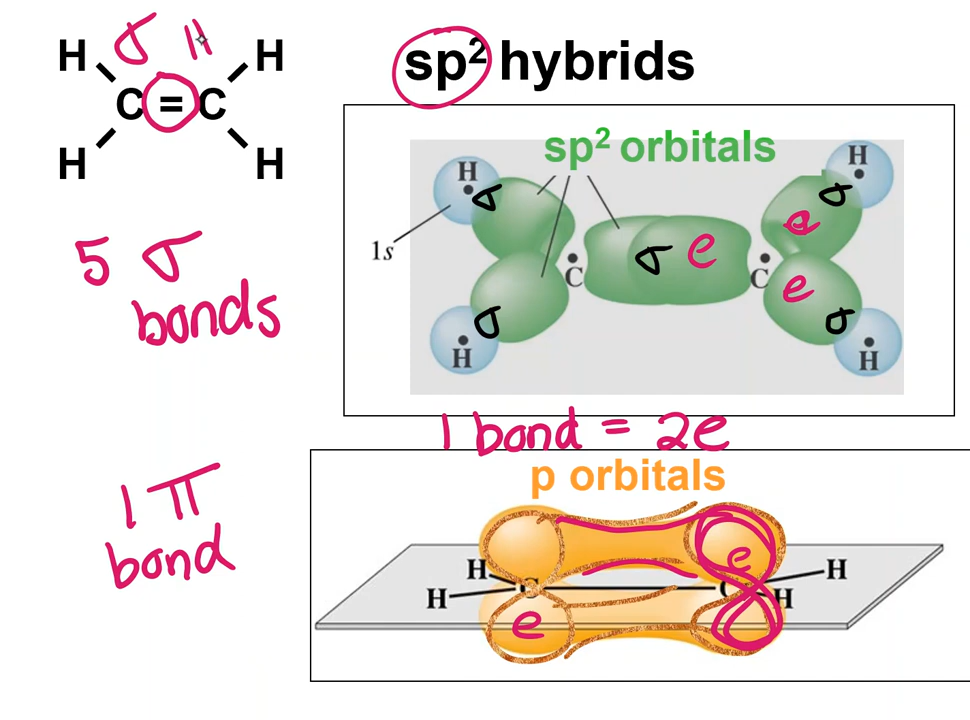 σ π
H H
C = C
H H
sp² hybrids
sp² orbitals
H H
σ σ
e
1s
σ e
C C
e
σ σ
H H
5 σ
bonds
1 bond = 2e
p orbitals
1 π
bond
e
H C C H
H H
e